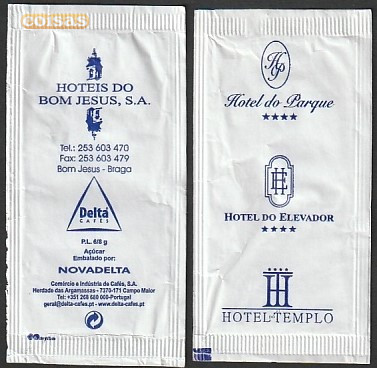 coisas
HOTEIS DO
BOM JESUS, S.A.
Tel.: 253 603 470
Fax: 253 603 479
Bom Jesus - Braga
Delta
CAFÉS
P.L. 6/8 g
Açúcar
Embalado por:
NOVADELTA
Comércio e Indústria de Cafés, S.A.
Herdade das Argamassas - 7370-171 Campo Maior
Tel: +351 268 680 000-Portugal
geral@delta-cafes.pt - www.delta-cafes.pt
HP
Hotel do Parque
HE
HOTEL DO ELEVADOR
H
HOTEL DO TEMPLO